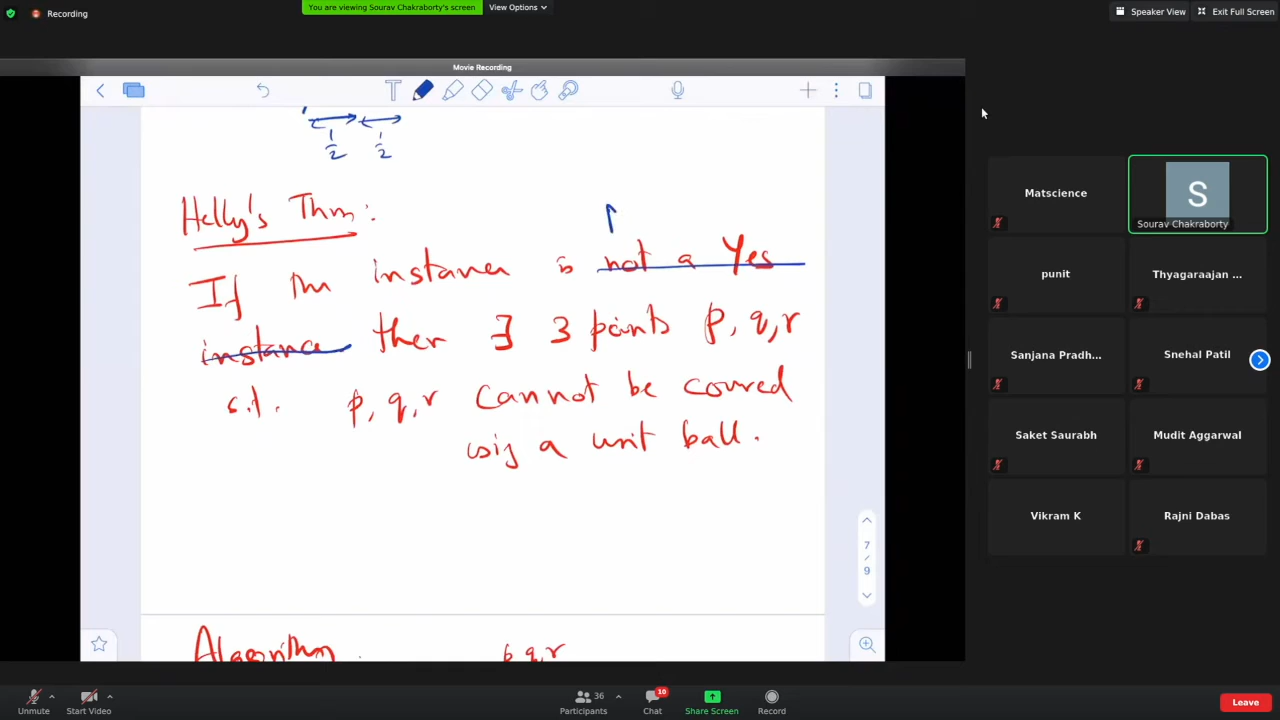 Recording
You are viewing Sourav Chakraborty's screen
View Options
Speaker View
Exit Full Screen
Movie Recording
1/2 1/2
Helly's Thm:
If the instance is not a Yes
instance then ∃ 3 points p, q, r
s.t. p, q, r cannot be covered
using a unit ball.
Algorithm p q, r
7
/
9
Matscience
S
Sourav Chakraborty
punit
Thyagaraajan ...
Sanjana Pradh...
Snehal Patil
Saket Saurabh
Mudit Aggarwal
Vikram K
Rajni Dabas
Unmute
Start Video
36
Participants
10
Chat
Share Screen
Record
Leave